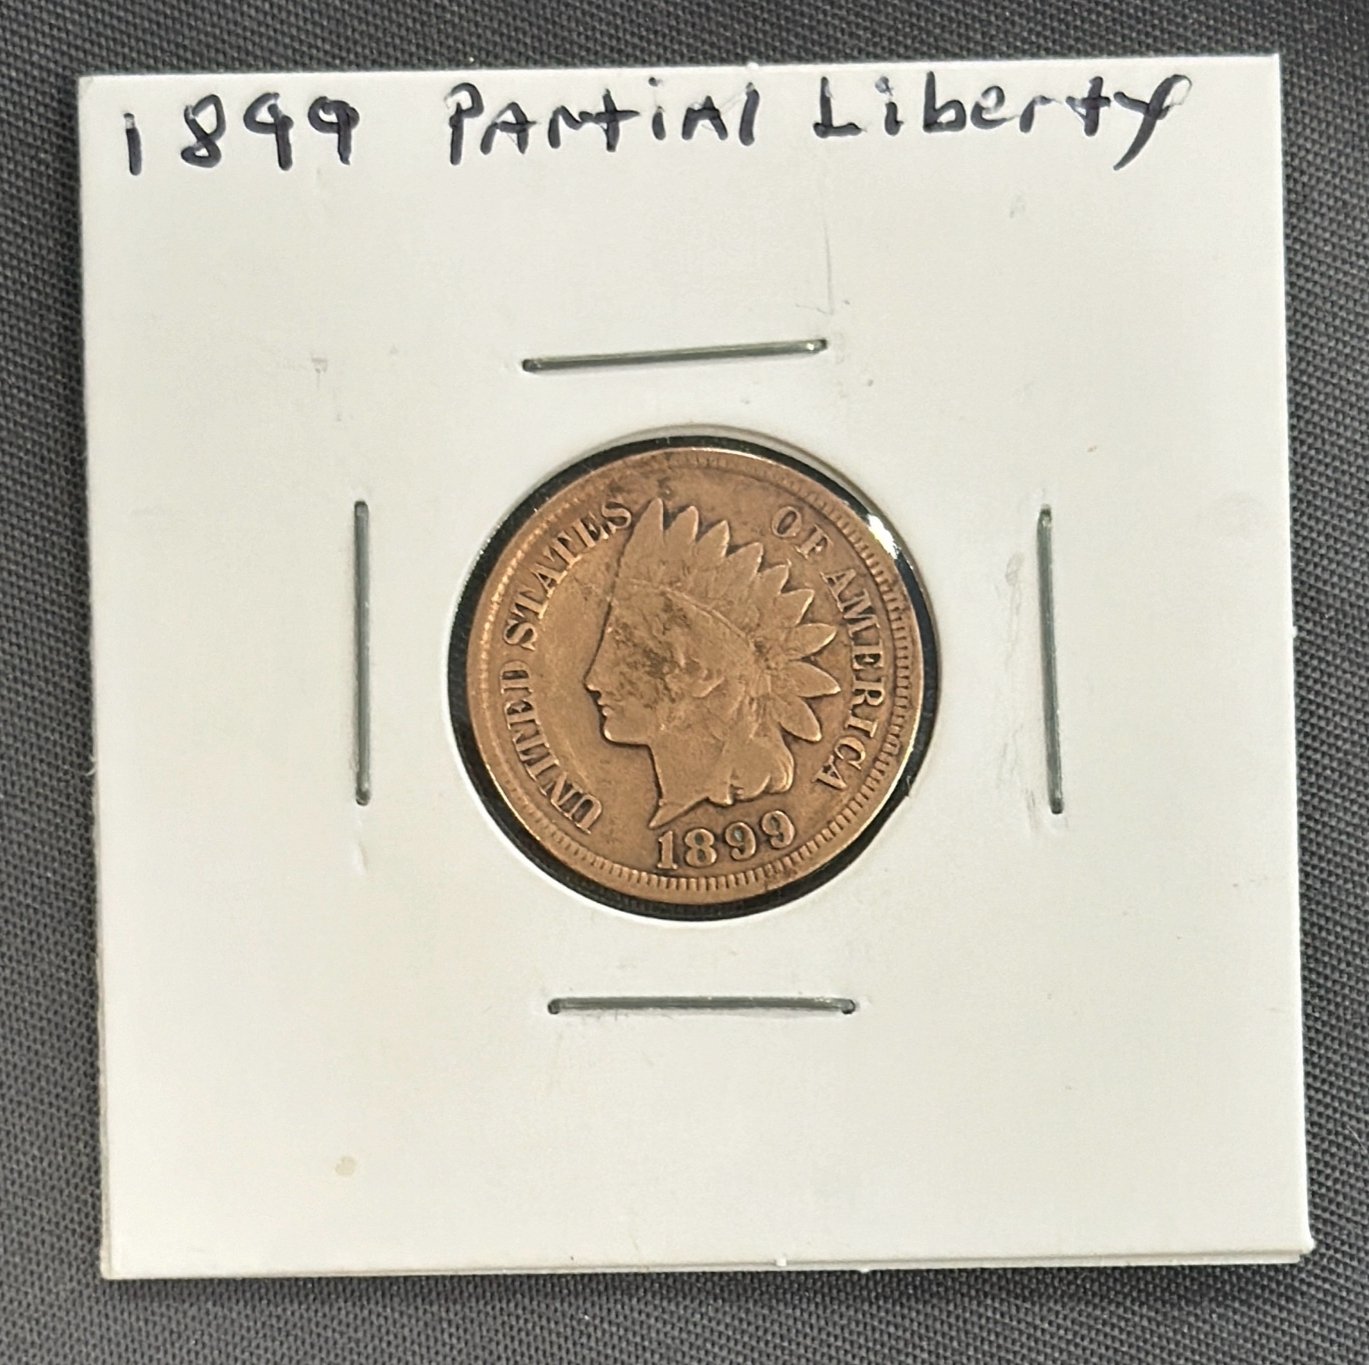 1899 Partial Liberty
UNITED STATES OF AMERICA
1899